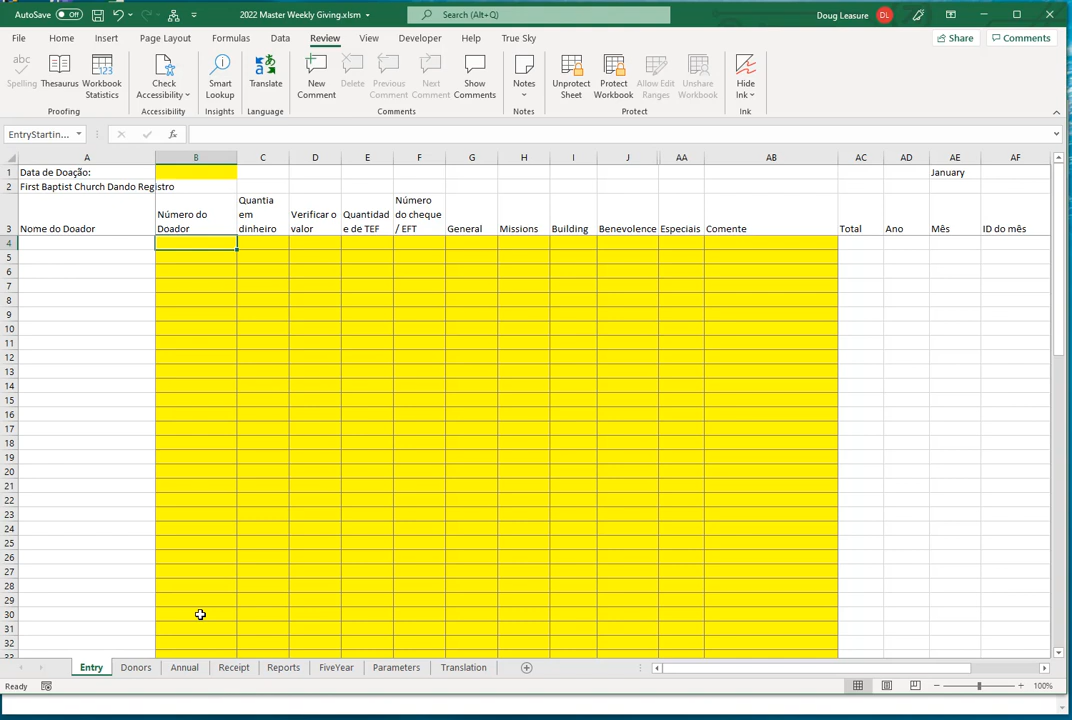 AutoSave Off 2022 Master Weekly Giving.xlsm Search (Alt+Q) Doug Leasure DL
File Home Insert Page Layout Formulas Data Review View Developer Help True Sky Share Comments
abc 123
Spelling Thesaurus Workbook Statistics Check Accessibility Smart Lookup Translate New Comment Delete Previous Comment Next Comment Show Comments Notes Unprotect Sheet Protect Workbook Allow Edit Ranges Unshare Workbook Hide Ink
Proofing Accessibility Insights Language Comments Notes Protect Ink
EntryStartin... fx
A B C D E F G H I J AA AB AC AD AE AF
1 Data de Doação: January
2 First Baptist Church Dando Registro
3 Nome do Doador Número do Doador Quantia em dinheiro Verificar o valor Quantidad e de TEF Número do cheque / EFT General Missions Building Benevolence Especiais Comente Total Ano Mês ID do mês
4
5
6
7
8
9
10
11
12
13
14
15
16
17
18
19
20
21
22
23
24
25
26
27
28
29
30
31
32
33
Entry Donors Annual Receipt Reports FiveYear Parameters Translation
Ready 100%